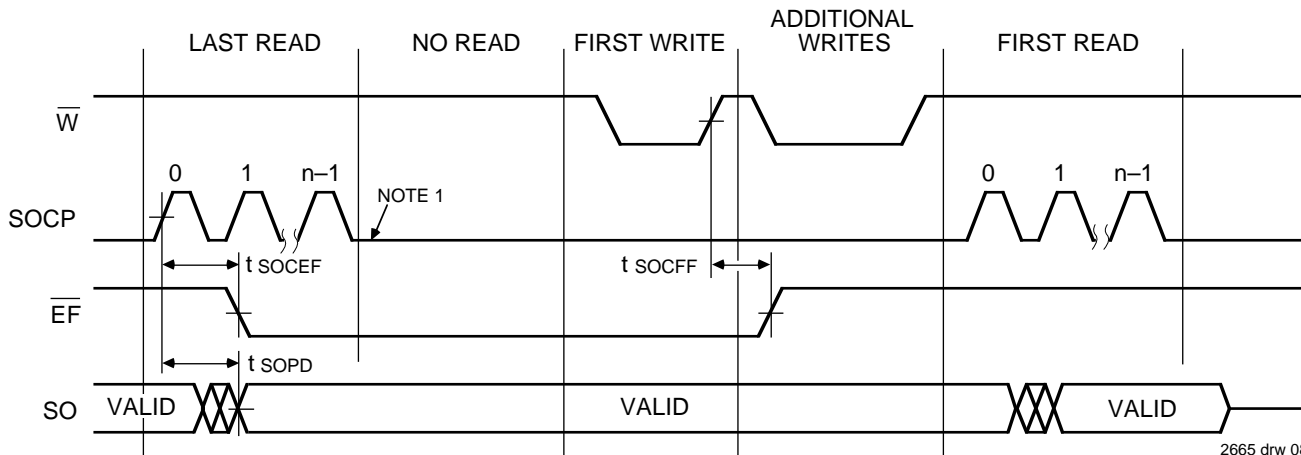 LAST READ NO READ FIRST WRITE ADDITIONAL WRITES FIRST READ
W
0 1 n–1 0 1 n–1
NOTE 1
SOCP
t SOCEF t SOCFF
EF
t SOPD
SO VALID VALID VALID
2665 drw 08